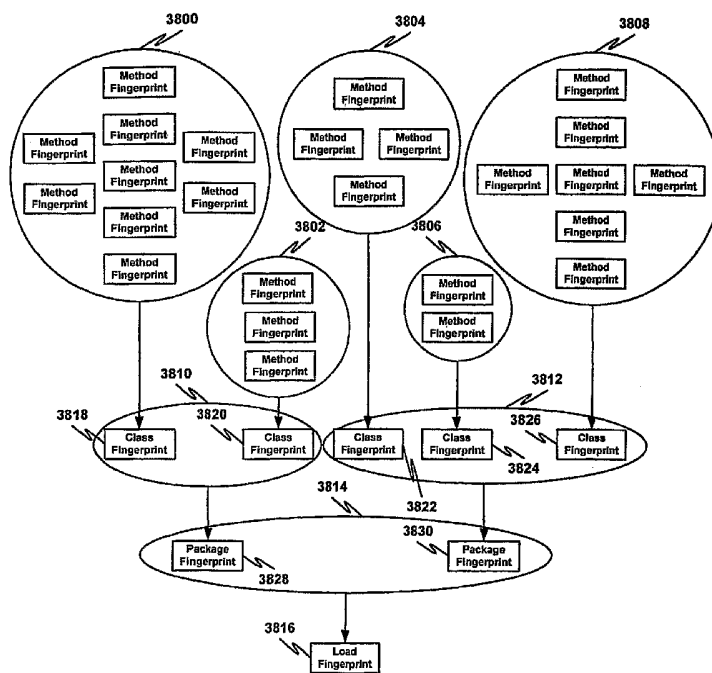 3800
3804
3808
Method
Fingerprint
Method
Fingerprint
Method
Fingerprint
Method
Fingerprint
Method
Fingerprint
Method
Fingerprint
Method
Fingerprint
Method
Fingerprint
Method
Fingerprint
Method
Fingerprint
Method
Fingerprint
Method
Fingerprint
Method
Fingerprint
Method
Fingerprint
Method
Fingerprint
Method
Fingerprint
Method
Fingerprint
Method
Fingerprint
Method
Fingerprint
Method
Fingerprint
Method
Fingerprint
3802
3806
Method
Fingerprint
Method
Fingerprint
Method
Fingerprint
Method
Fingerprint
Method
Fingerprint
3810
3812
3818
Class
Fingerprint
3820
Class
Fingerprint
Class
Fingerprint
3822
Class
Fingerprint
3824
3826
Class
Fingerprint
3814
Package
Fingerprint
3828
3830
Package
Fingerprint
3816
Load
Fingerprint